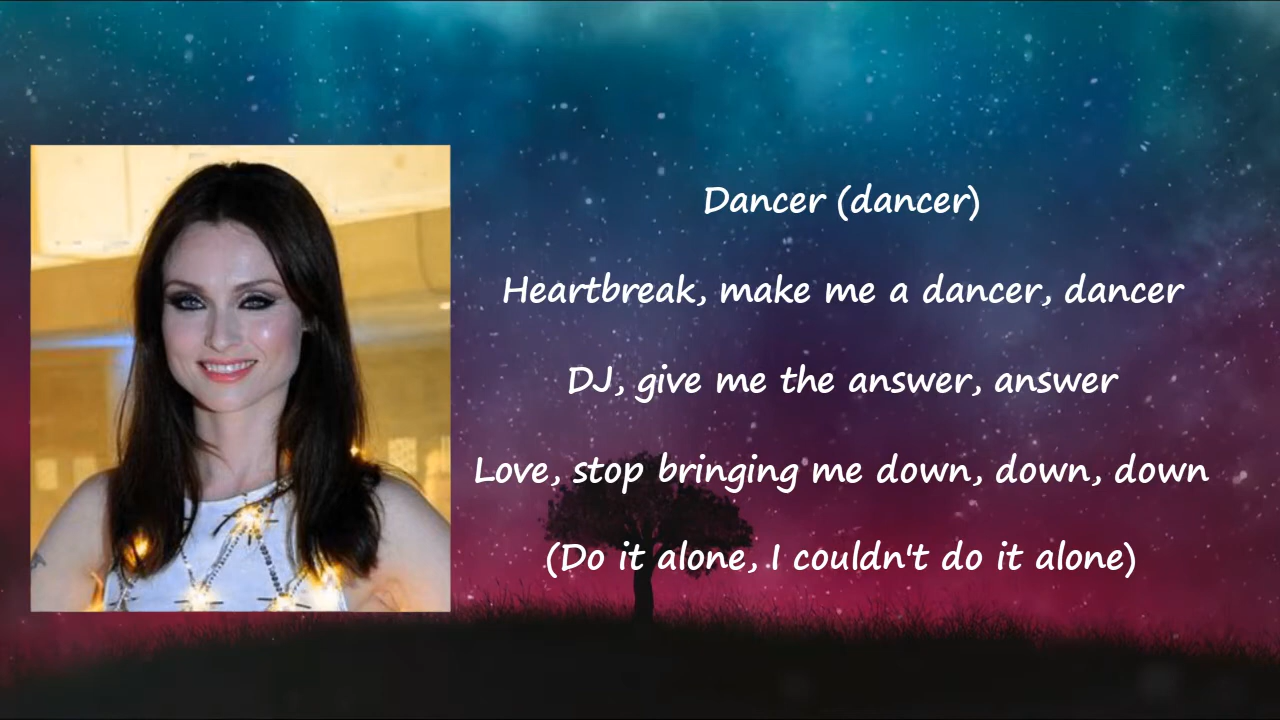 Dancer (dancer)
Heartbreak, make me a dancer, dancer
DJ, give me the answer, answer
Love, stop bringing me down, down, down
(Do it alone, I couldn't do it alone)